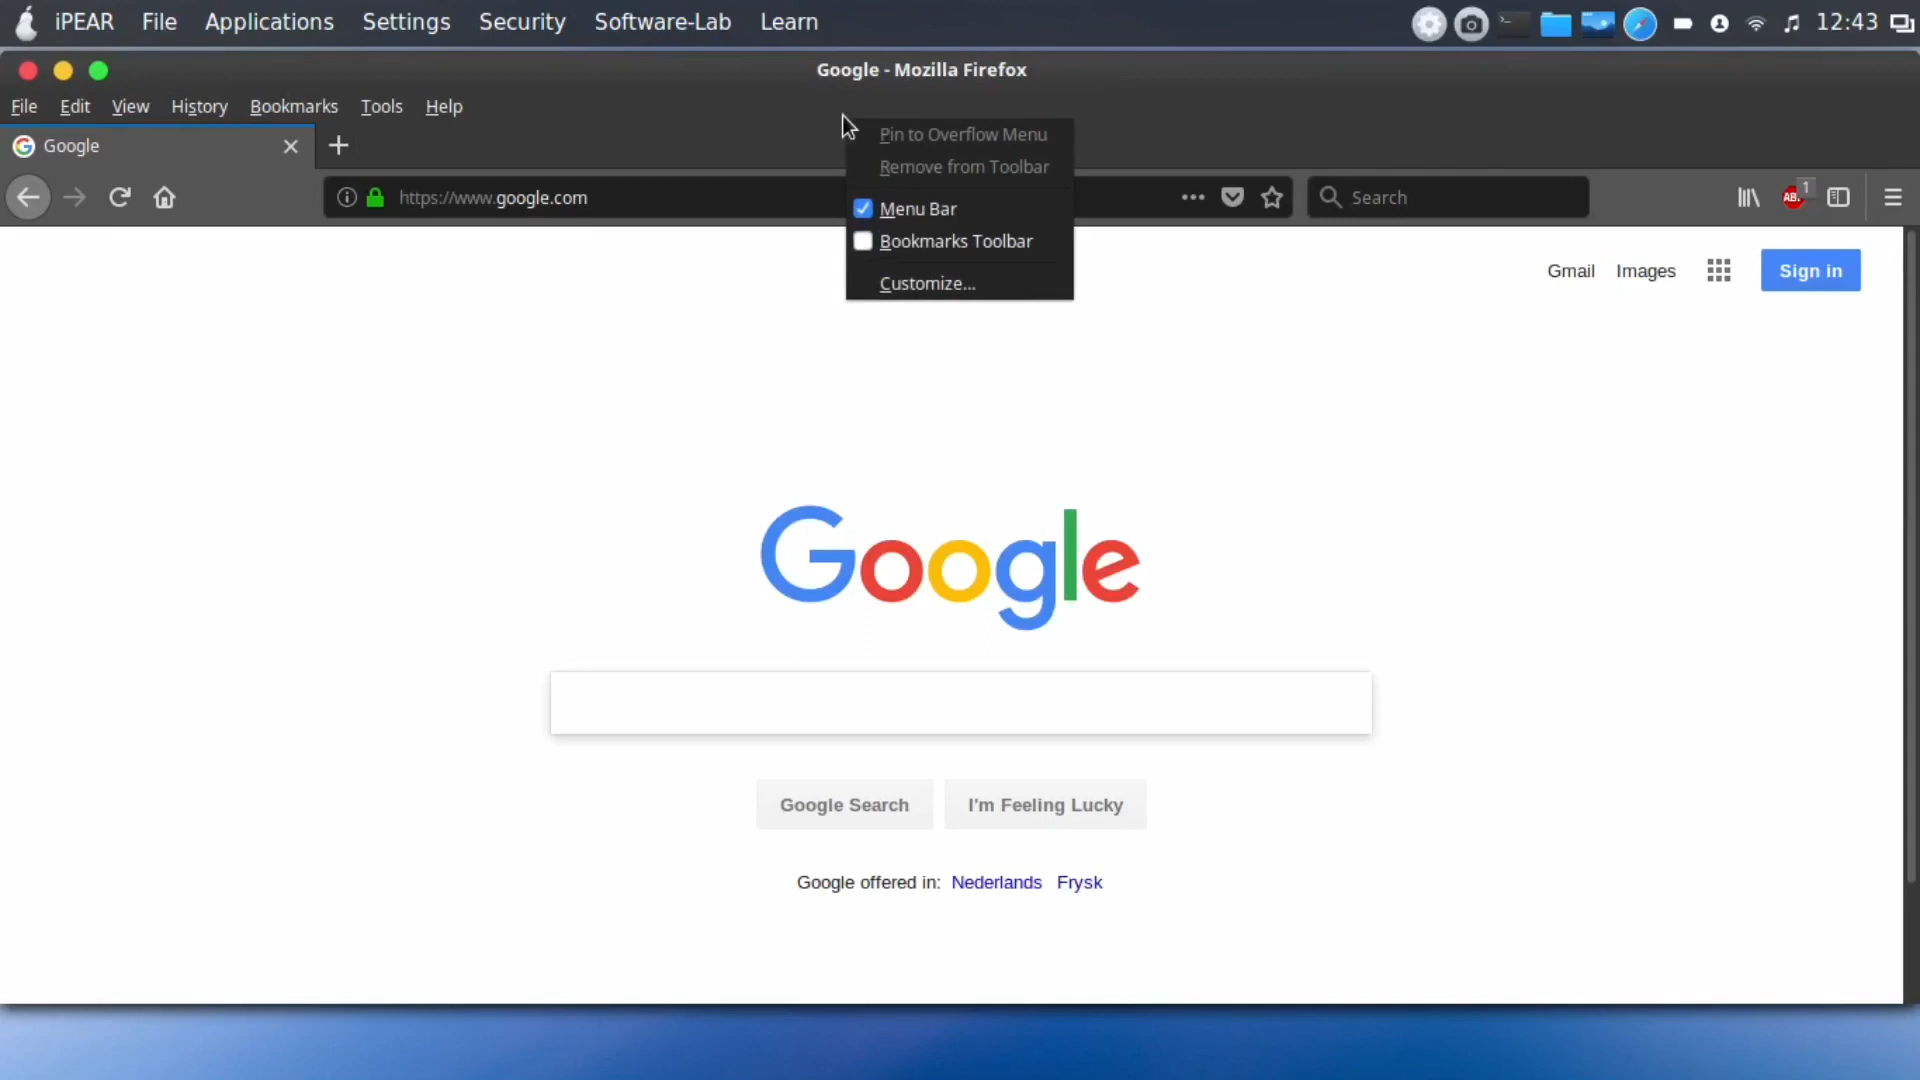 iPEAR File Applications Settings Security Software-Lab Learn 12:43
Google - Mozilla Firefox
File Edit View History Bookmarks Tools Help
Google
https://www.google.com
Search
ABP
1
Pin to Overflow Menu
Remove from Toolbar
Menu Bar
Bookmarks Toolbar
Customize...
Gmail Images Sign in
Google
Google Search I'm Feeling Lucky
Google offered in: Nederlands Frysk